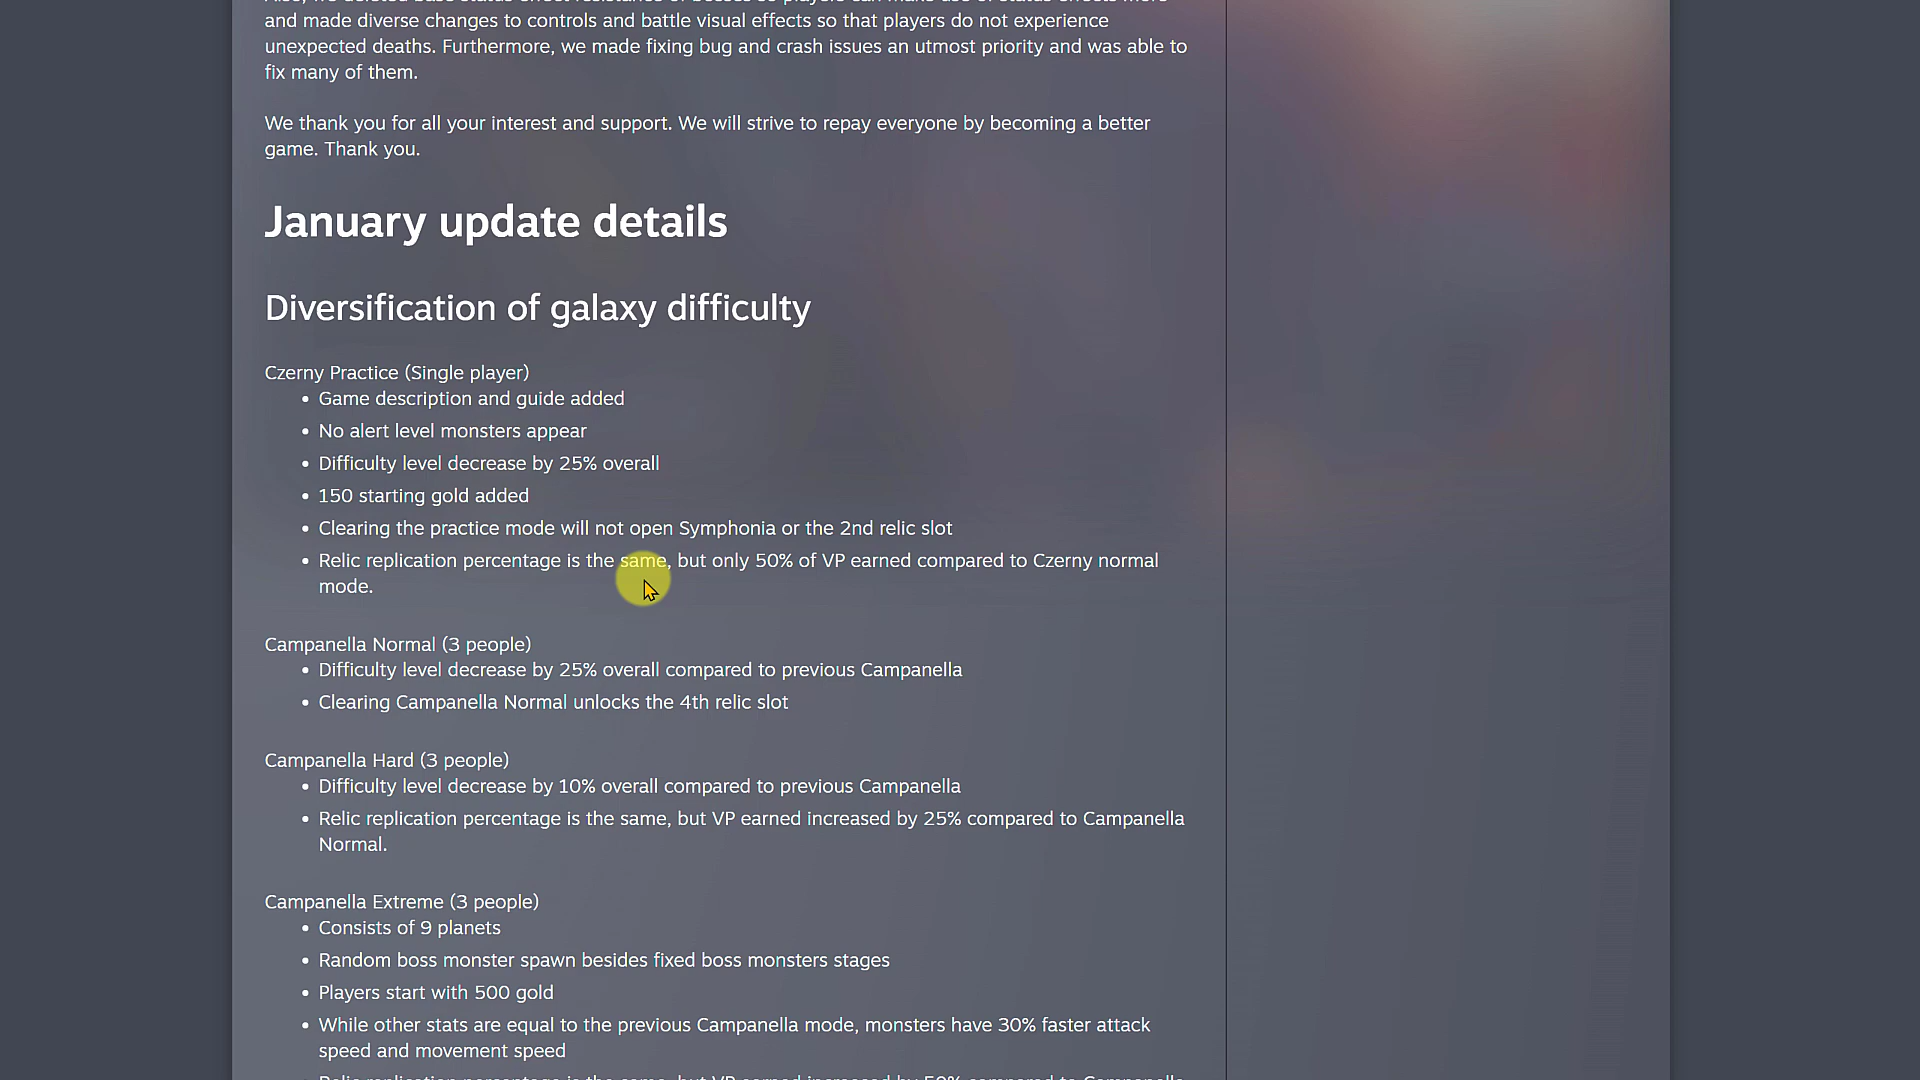 and made diverse changes to controls and battle visual effects so that players do not experience
unexpected deaths. Furthermore, we made fixing bug and crash issues an utmost priority and was able to
fix many of them.
We thank you for all your interest and support. We will strive to repay everyone by becoming a better
game. Thank you.
January update details
Diversification of galaxy difficulty
Czerny Practice (Single player)
• Game description and guide added
• No alert level monsters appear
• Difficulty level decrease by 25% overall
• 150 starting gold added
• Clearing the practice mode will not open Symphonia or the 2nd relic slot
• Relic replication percentage is the same, but only 50% of VP earned compared to Czerny normal
mode.
Campanella Normal (3 people)
• Difficulty level decrease by 25% overall compared to previous Campanella
• Clearing Campanella Normal unlocks the 4th relic slot
Campanella Hard (3 people)
• Difficulty level decrease by 10% overall compared to previous Campanella
• Relic replication percentage is the same, but VP earned increased by 25% compared to Campanella
Normal.
Campanella Extreme (3 people)
• Consists of 9 planets
• Random boss monster spawn besides fixed boss monsters stages
• Players start with 500 gold
• While other stats are equal to the previous Campanella mode, monsters have 30% faster attack
speed and movement speed